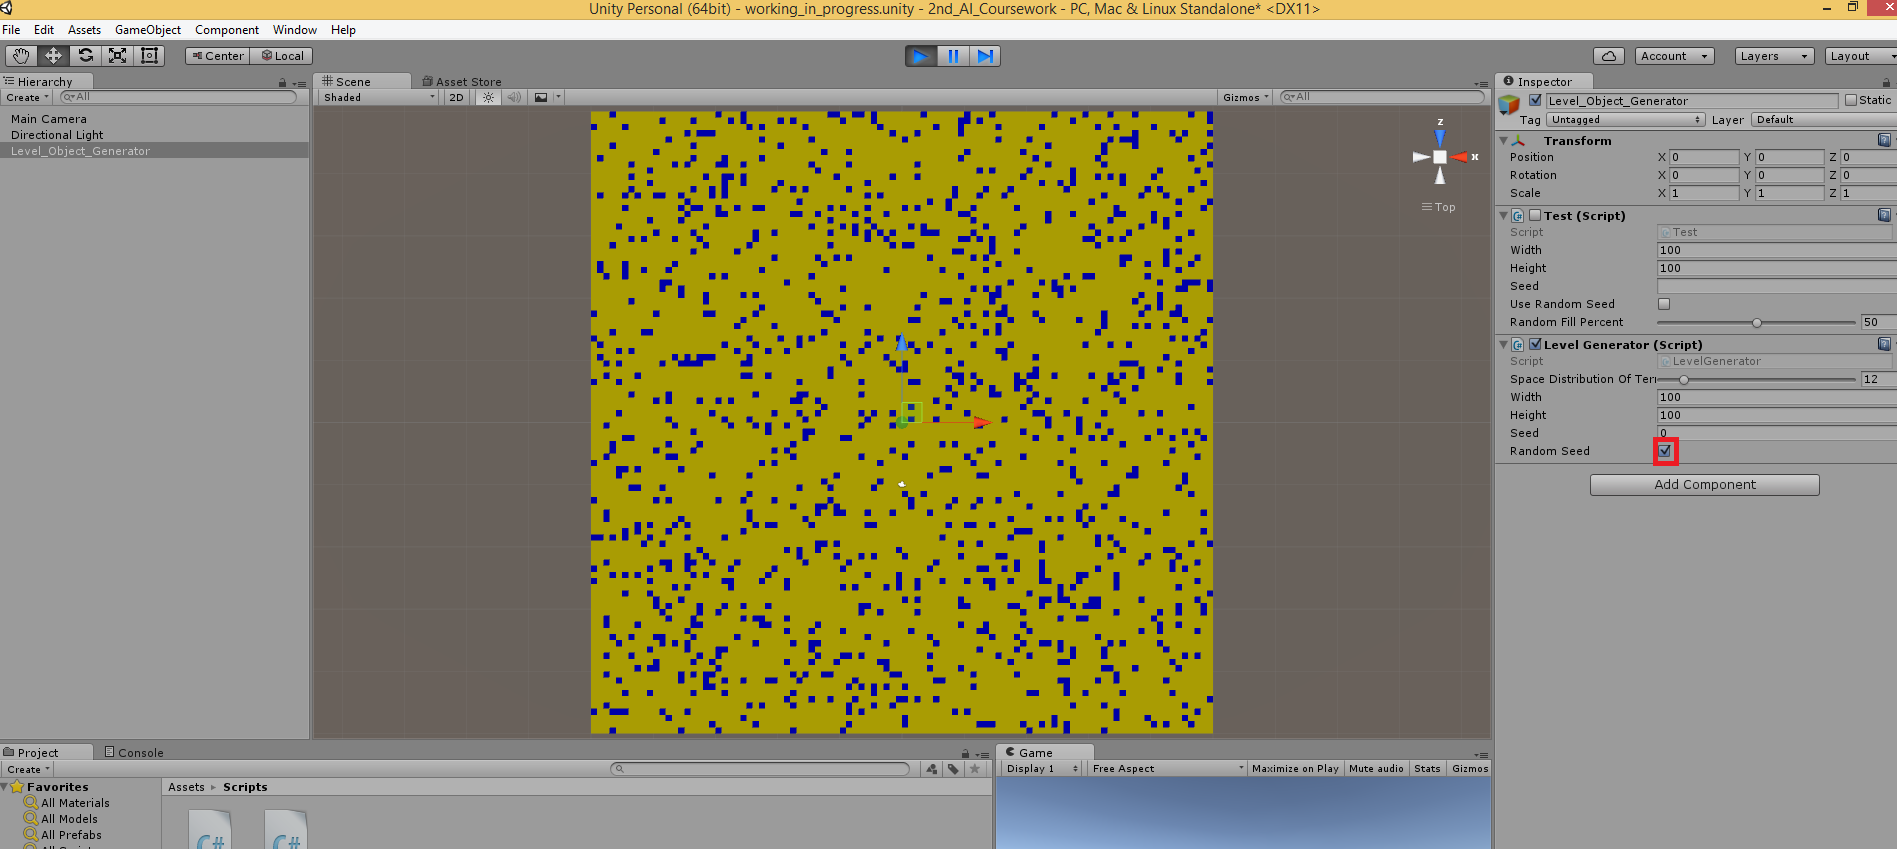 Unity Personal (64bit) - working_in_progress.unity - 2nd_AI_Coursework - PC, Mac & Linux Standalone* <DX11>
File Edit Assets GameObject Component Window Help
Center Local Account Layers Layout
Hierarchy
Create All
Main Camera
Directional Light
Level_Object_Generator
Scene Asset Store
Shaded 2D Gizmos All
z
x
Top
Inspector
Level_Object_Generator Static
Tag Untagged Layer Default
Transform
Position X 0 Y 0 Z 0
Rotation X 0 Y 0 Z 0
Scale X 1 Y 1 Z 1
C# Test (Script)
Script Test
Width 100
Height 100
Seed
Use Random Seed
Random Fill Percent 50
C# Level Generator (Script)
Script LevelGenerator
Space Distribution Of Terr 12
Width 100
Height 100
Seed 0
Random Seed
Add Component
Project Console
Create
Favorites
All Materials
All Models
All Prefabs
Assets Scripts
C# C#
Game
Display 1 Free Aspect Maximize on Play Mute audio Stats Gizmos